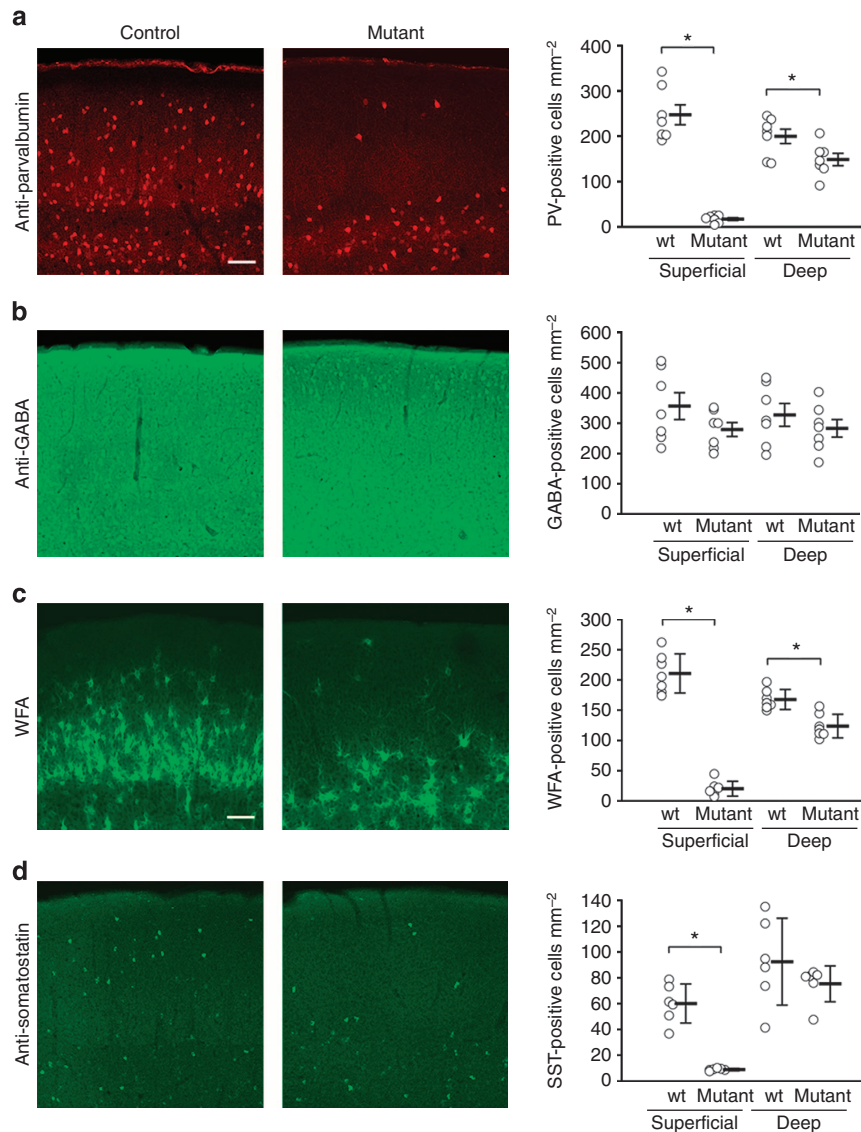 a
Control
Mutant
Anti-parvalbumin
PV-positive cells mm⁻²
400
300
200
100
0
*
*
wt
Mutant
wt
Mutant
Superficial
Deep
b
Anti-GABA
GABA-positive cells mm⁻²
600
500
400
300
200
100
0
wt
Mutant
wt
Mutant
Superficial
Deep
c
WFA
WFA-positive cells mm⁻²
300
250
200
150
100
50
0
*
*
wt
Mutant
wt
Mutant
Superficial
Deep
d
Anti-somatostatin
SST-positive cells mm⁻²
140
120
100
80
60
40
20
0
*
wt
Mutant
wt
Mutant
Superficial
Deep